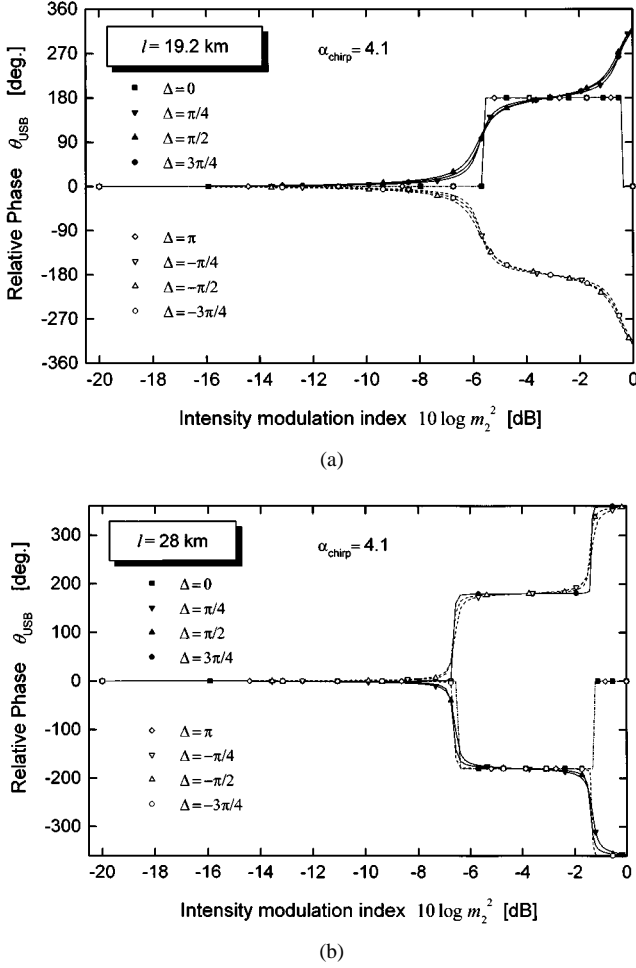 360
270
180
90
0
-90
-180
-270
-360
Relative Phase θ_USB [deg.]
l = 19.2 km
α_chirp = 4.1
Δ=0
Δ=π/4
Δ=π/2
Δ=3π/4
Δ=π
Δ=−π/4
Δ=−π/2
Δ=−3π/4
-20 -18 -16 -14 -12 -10 -8 -6 -4 -2 0
Intensity modulation index 10 log m₂² [dB]
(a)
300
200
100
0
-100
-200
-300
Relative Phase θ_USB [deg.]
l = 28 km
α_chirp = 4.1
Δ=0
Δ=π/4
Δ=π/2
Δ=3π/4
Δ=π
Δ=−π/4
Δ=−π/2
Δ=−3π/4
-20 -18 -16 -14 -12 -10 -8 -6 -4 -2 0
Intensity modulation index 10 log m₂² [dB]
(b)